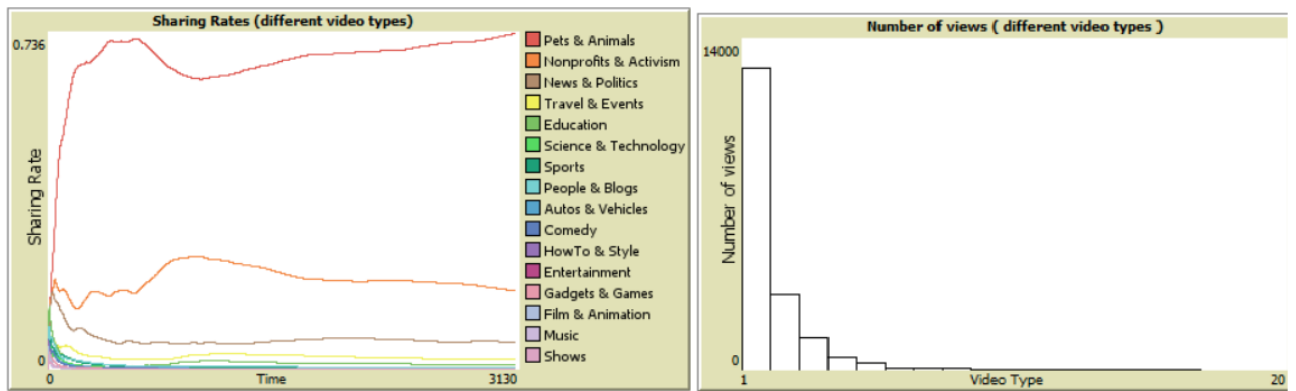 Sharing Rates (different video types)
0.736
Sharing Rate
0
0
Time
3130
Pets & Animals
Nonprofits & Activism
News & Politics
Travel & Events
Education
Science & Technology
Sports
People & Blogs
Autos & Vehicles
Comedy
HowTo & Style
Entertainment
Gadgets & Games
Film & Animation
Music
Shows
Number of views ( different video types )
14000
Number of views
0
1
Video Type
20